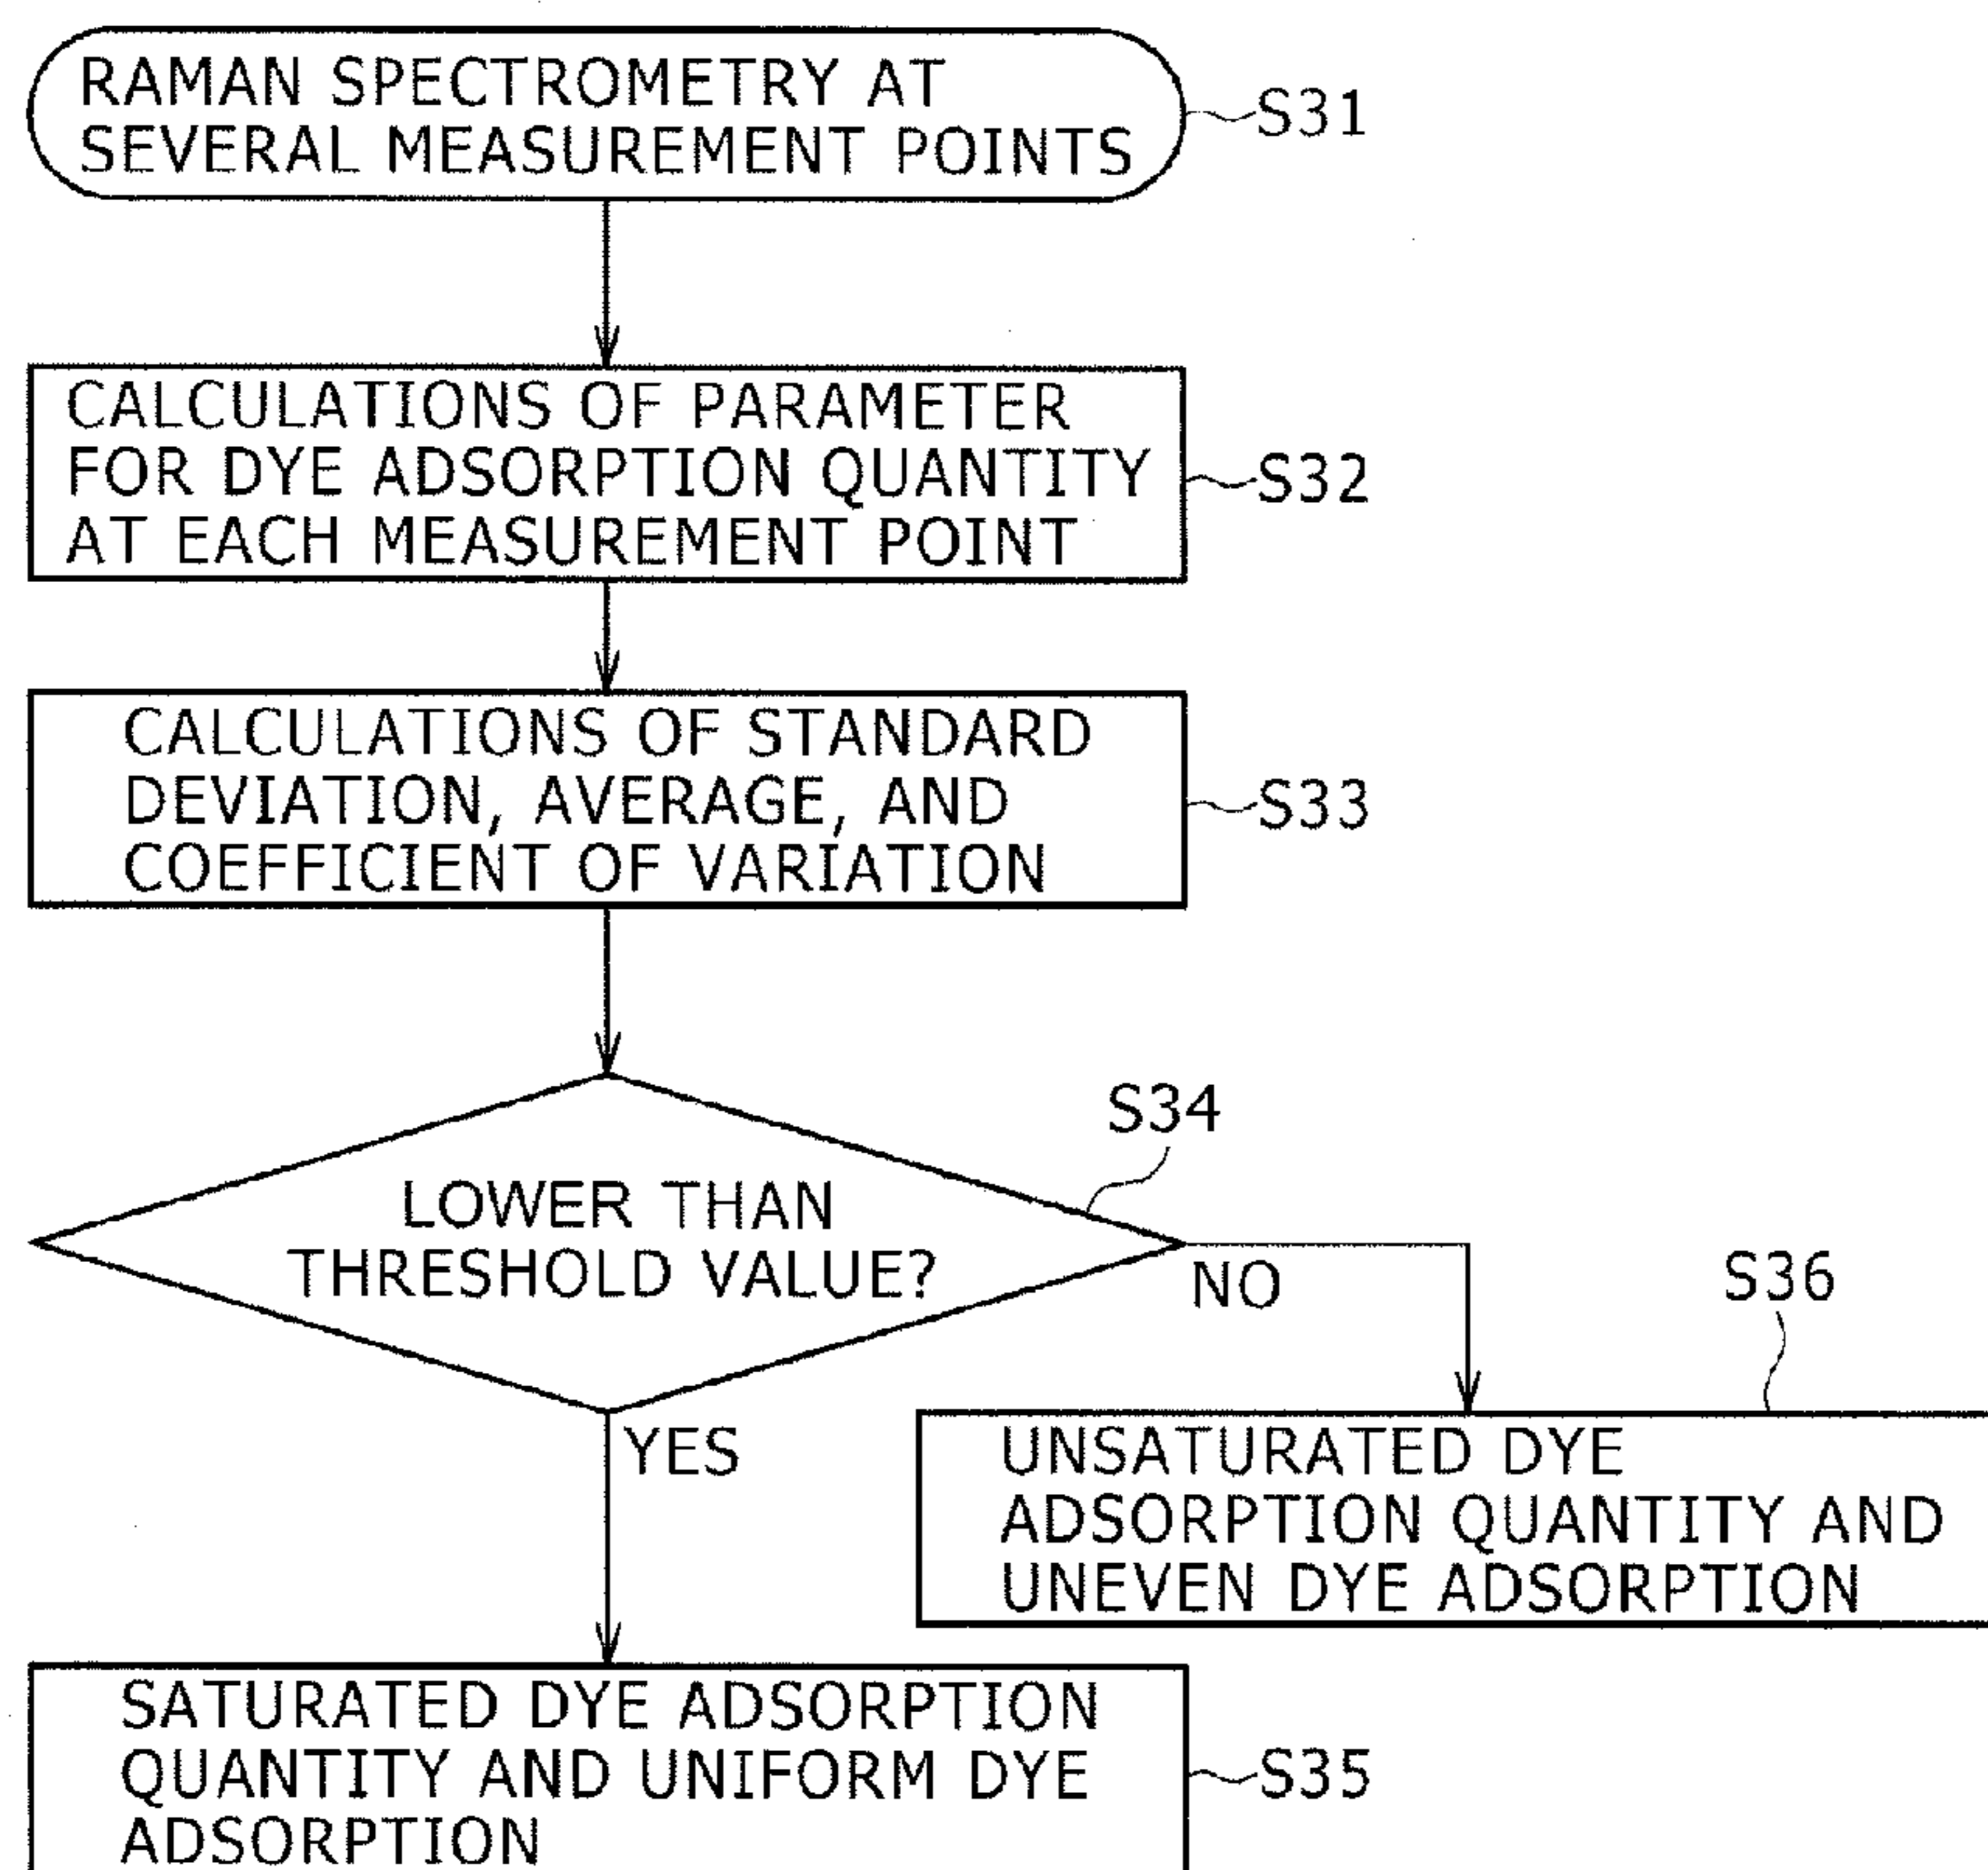 RAMAN SPECTROMETRY AT
SEVERAL MEASUREMENT POINTS
S31
CALCULATIONS OF PARAMETER
FOR DYE ADSORPTION QUANTITY
AT EACH MEASUREMENT POINT
S32
CALCULATIONS OF STANDARD
DEVIATION, AVERAGE, AND
COEFFICIENT OF VARIATION
S33
S34
LOWER THAN
THRESHOLD VALUE?
NO
S36
YES
UNSATURATED DYE
ADSORPTION QUANTITY AND
UNEVEN DYE ADSORPTION
SATURATED DYE ADSORPTION
QUANTITY AND UNIFORM DYE
ADSORPTION
S35